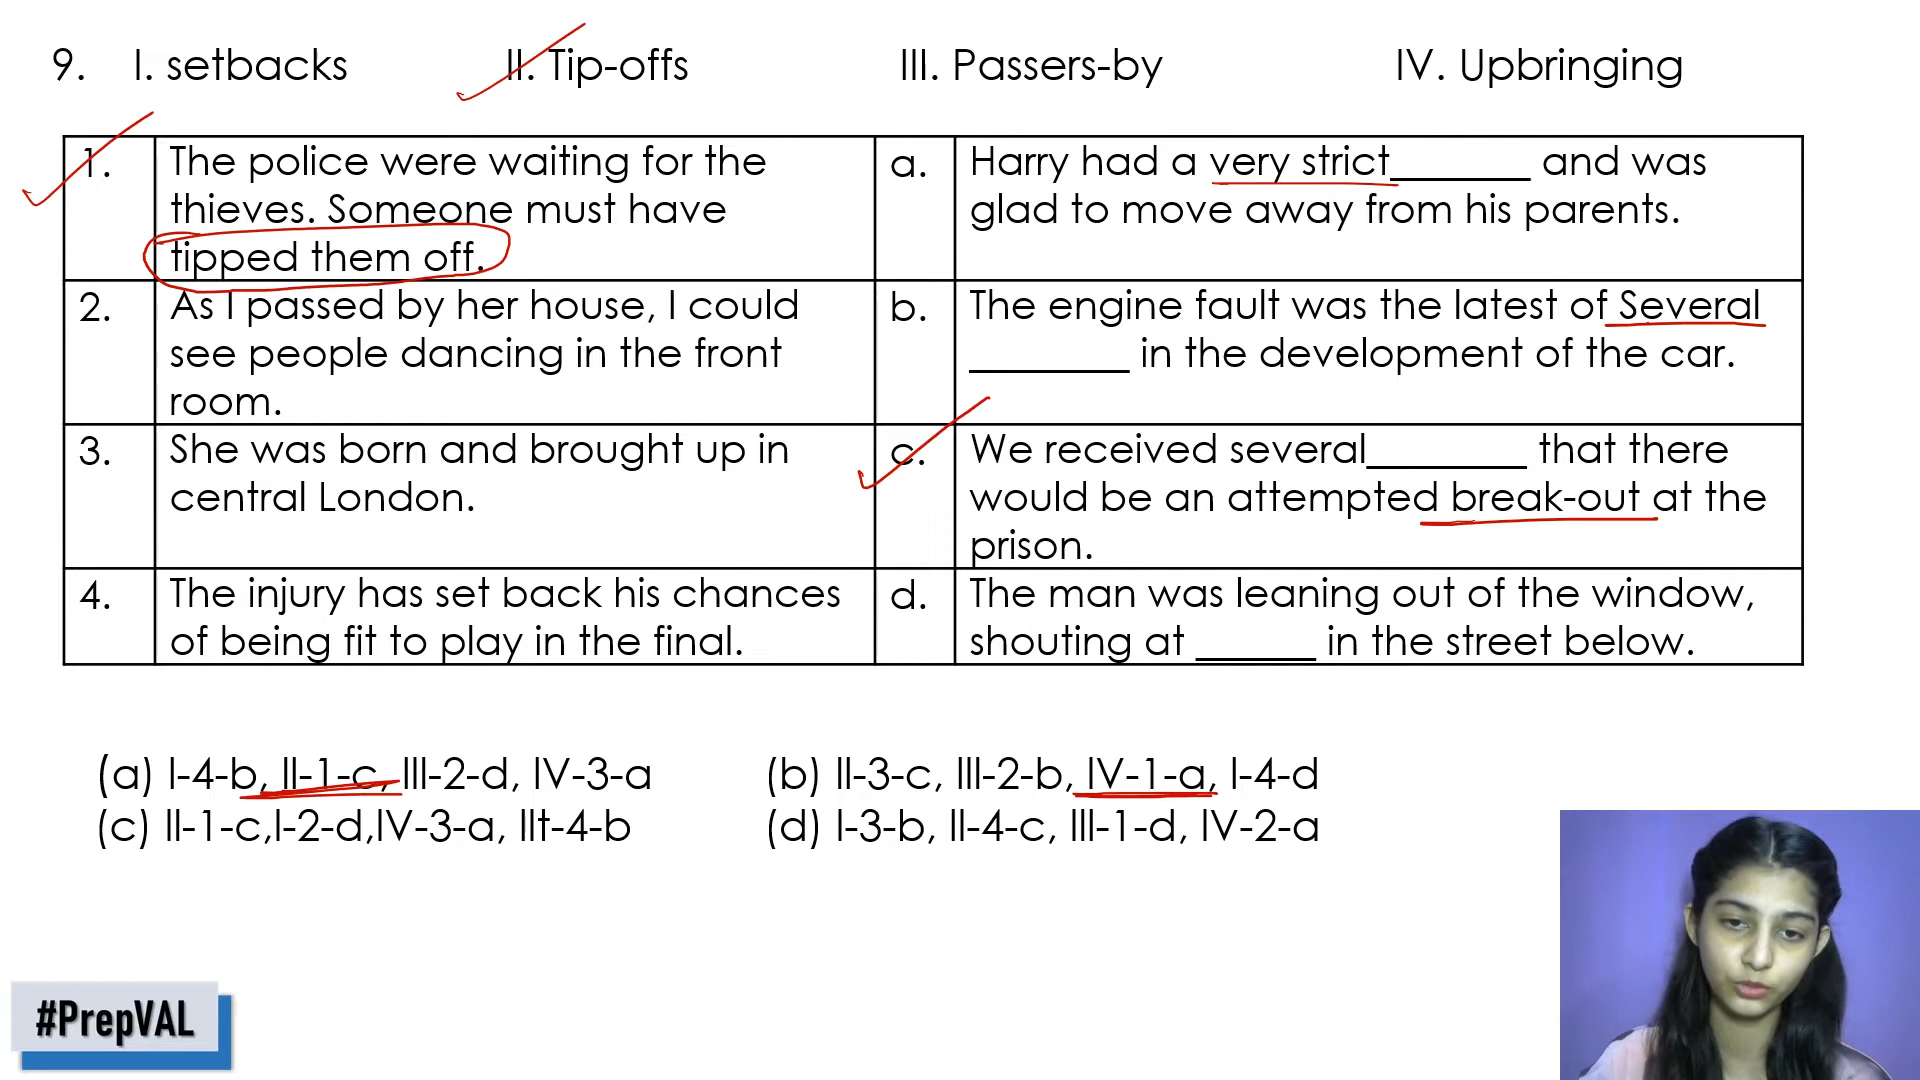 9. I. setbacks II. Tip-offs III. Passers-by IV. Upbringing
1. The police were waiting for the thieves. Someone must have tipped them off.
a. Harry had a very strict_______ and was glad to move away from his parents.
2. As I passed by her house, I could see people dancing in the front room.
b. The engine fault was the latest of Several ________ in the development of the car.
3. She was born and brought up in central London.
c. We received several________ that there would be an attempted break-out at the prison.
4. The injury has set back his chances of being fit to play in the final.
d. The man was leaning out of the window, shouting at ______ in the street below.
(a) I-4-b, II-1-c, III-2-d, IV-3-a (b) II-3-c, III-2-b, IV-1-a, I-4-d
(c) II-1-c,I-2-d,IV-3-a, IIt-4-b (d) I-3-b, II-4-c, III-1-d, IV-2-a
#PrepVAL